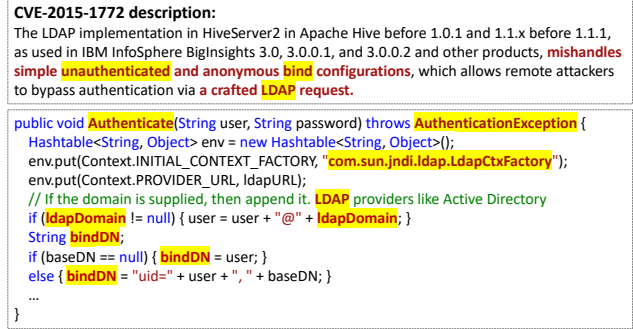 CVE-2015-1772 description:
The LDAP implementation in HiveServer2 in Apache Hive before 1.0.1 and 1.1.x before 1.1.1,
as used in IBM InfoSphere BigInsights 3.0, 3.0.0.1, and 3.0.0.2 and other products, mishandles
simple unauthenticated and anonymous bind configurations, which allows remote attackers
to bypass authentication via a crafted LDAP request.
public void Authenticate(String user, String password) throws AuthenticationException {
Hashtable<String, Object> env = new Hashtable<String, Object>();
env.put(Context.INITIAL_CONTEXT_FACTORY, "com.sun.jndi.ldap.LdapCtxFactory");
env.put(Context.PROVIDER_URL, ldapURL);
// If the domain is supplied, then append it. LDAP providers like Active Directory
if (ldapDomain != null) { user = user + "@" + ldapDomain; }
String bindDN;
if (baseDN == null) { bindDN = user; }
else { bindDN = "uid=" + user + ", " + baseDN; }
…
}